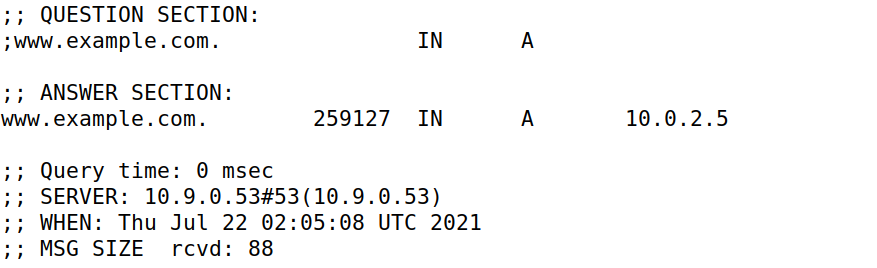 ;; QUESTION SECTION:
;www.example.com.               IN      A

;; ANSWER SECTION:
www.example.com.        259127  IN      A       10.0.2.5

;; Query time: 0 msec
;; SERVER: 10.9.0.53#53(10.9.0.53)
;; WHEN: Thu Jul 22 02:05:08 UTC 2021
;; MSG SIZE  rcvd: 88